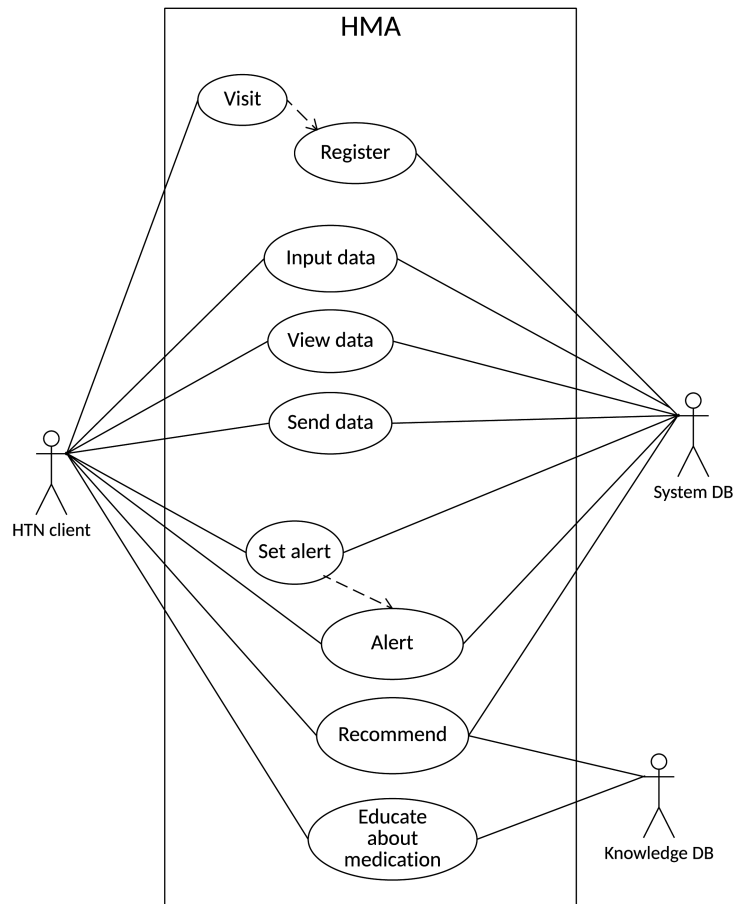 HMA
Visit
Register
Input data
View data
Send data
System DB
HTN client
Set alert
Alert
Recommend
Educate
about
medication
Knowledge DB